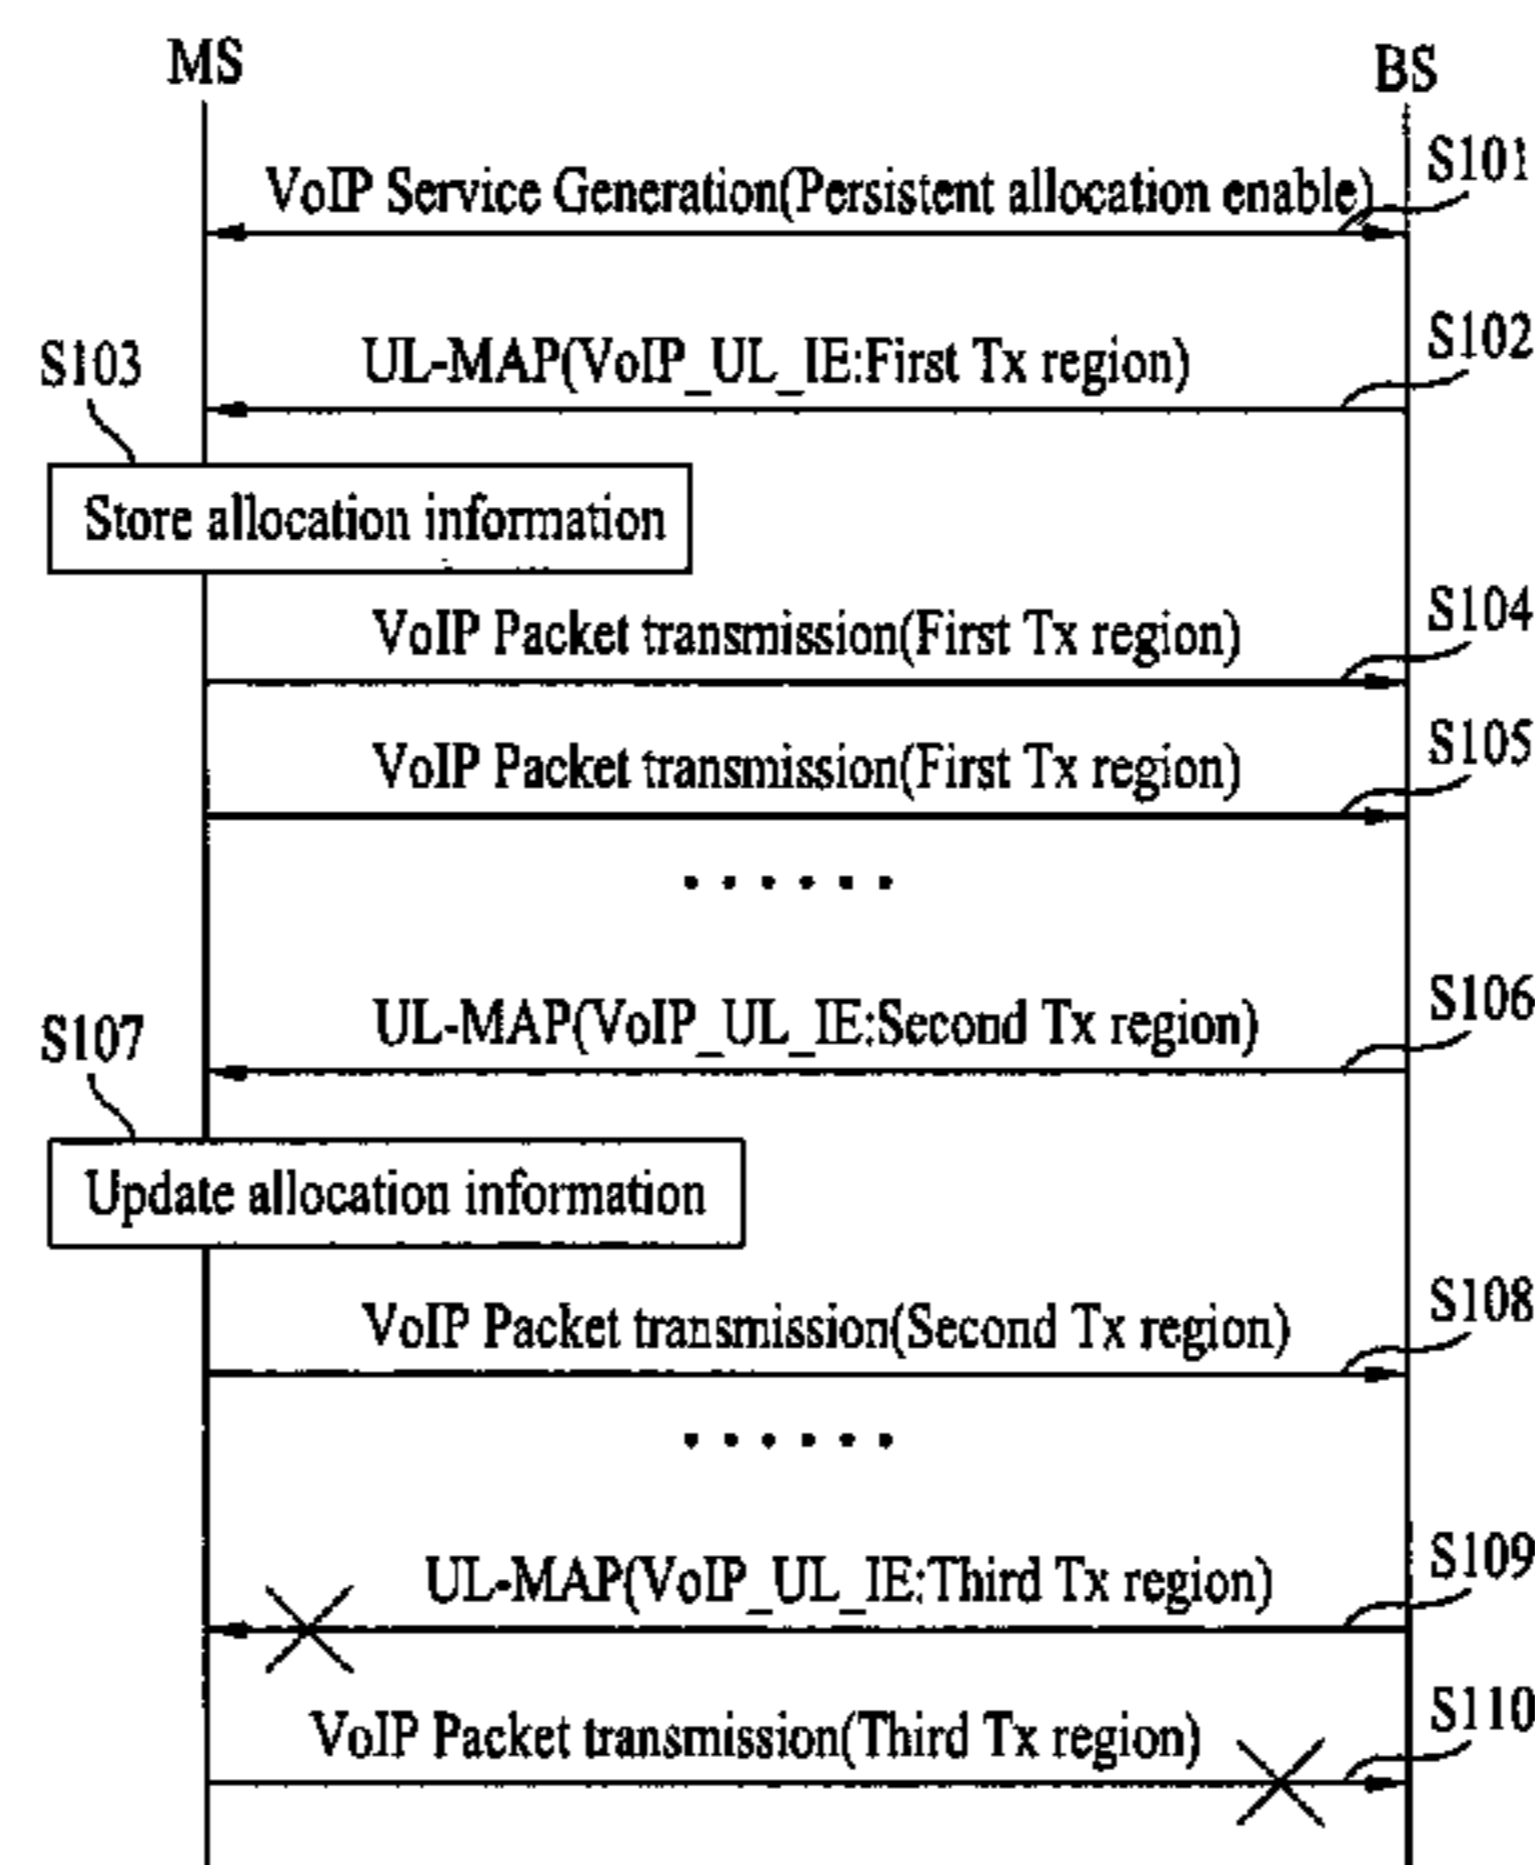 MS
BS
S101
VoIP Service Generation(Persistent allocation enable)
S102
UL-MAP(VoIP_UL_IE:First Tx region)
S103
Store allocation information
S104
VoIP Packet transmission(First Tx region)
S105
VoIP Packet transmission(First Tx region)
......
S106
UL-MAP(VoIP_UL_IE:Second Tx region)
S107
Update allocation information
S108
VoIP Packet transmission(Second Tx region)
......
S109
UL-MAP(VoIP_UL_IE:Third Tx region)
S110
VoIP Packet transmission(Third Tx region)